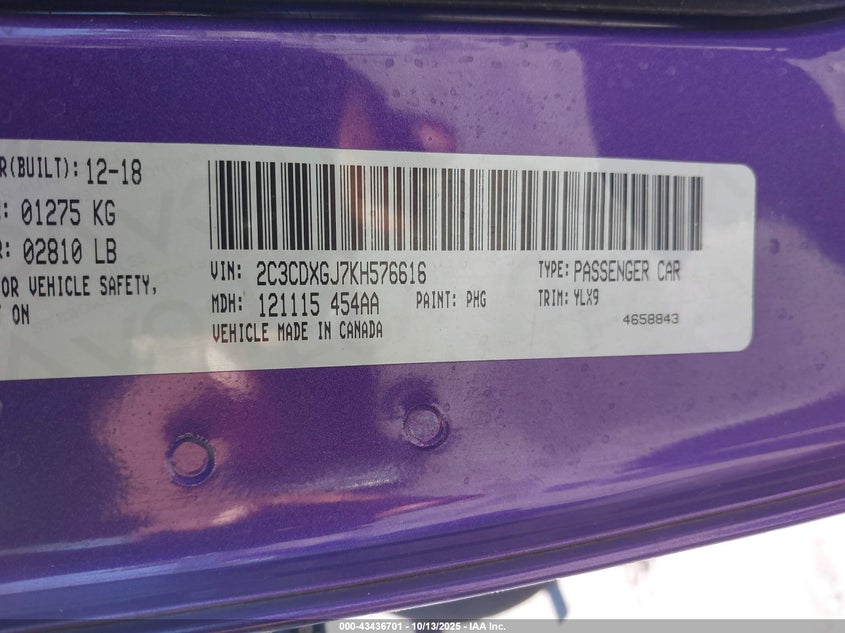 R(BUILT): 12-18
: 01275 KG
R: 02810 LB
OR VEHICLE SAFETY,
ON
VIN: 2C3CDXGJ7KH576616
TYPE: PASSENGER CAR
MDH: 121115 454AA
PAINT: PHG
TRIM: YLX9
VEHICLE MADE IN CANADA
4658843
000-43436701 - 10/13/2025 - IAA Inc.